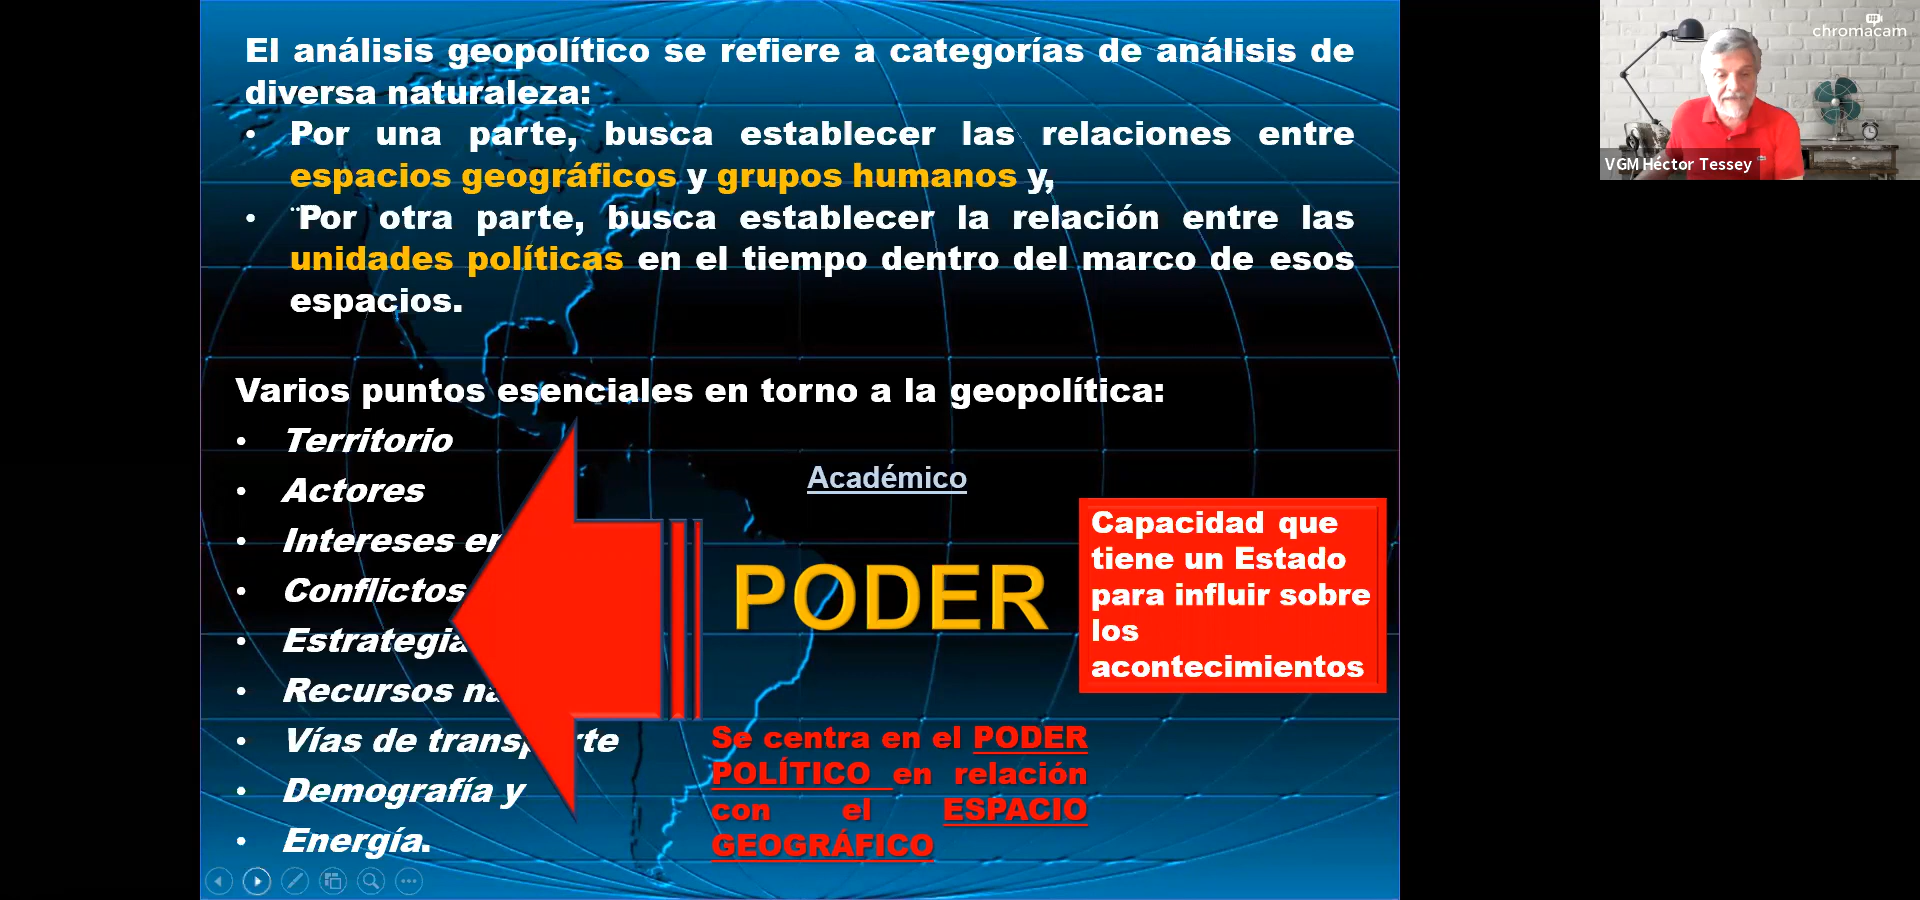 El análisis geopolítico se refiere a categorías de análisis de
diversa naturaleza:
• Por una parte, busca establecer las relaciones entre
espacios geográficos y grupos humanos y,
• ¨Por otra parte, busca establecer la relación entre las
unidades políticas en el tiempo dentro del marco de esos
espacios.
Varios puntos esenciales en torno a la geopolítica:
• Territorio
• Actores
• Intereses
• Conflictos
• Estrategia
• Recursos
• Vías de
• Demografía y
• Energía.
Académico
PODER
Capacidad que
tiene un Estado
para influir sobre
los
acontecimientos
Se centra en el PODER
POLÍTICO en relación
con el ESPACIO
GEOGRÁFICO
chromacam
VGM Héctor Tessey